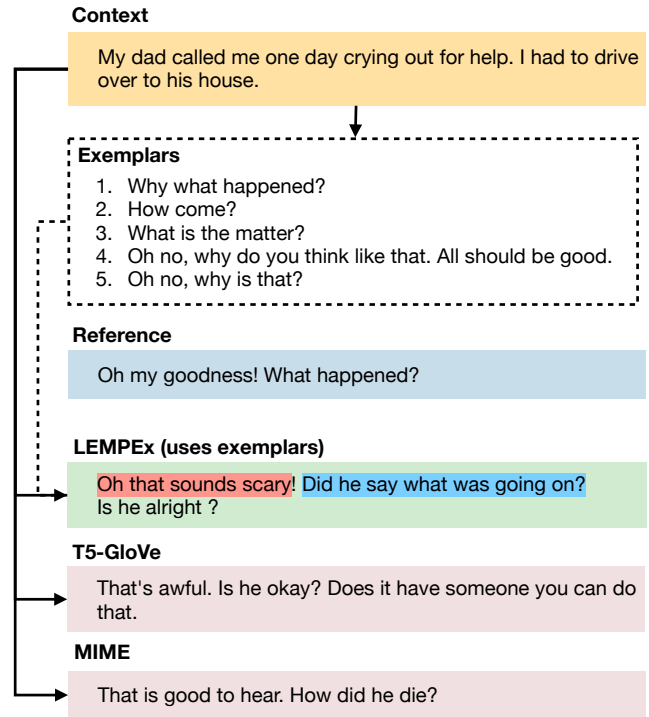 Context
My dad called me one day crying out for help. I had to drive
over to his house.
Exemplars
1. Why what happened?
2. How come?
3. What is the matter?
4. Oh no, why do you think like that. All should be good.
5. Oh no, why is that?
Reference
Oh my goodness! What happened?
LEMPEx (uses exemplars)
Oh that sounds scary! Did he say what was going on?
Is he alright ?
T5-GloVe
That's awful. Is he okay? Does it have someone you can do
that.
MIME
That is good to hear. How did he die?